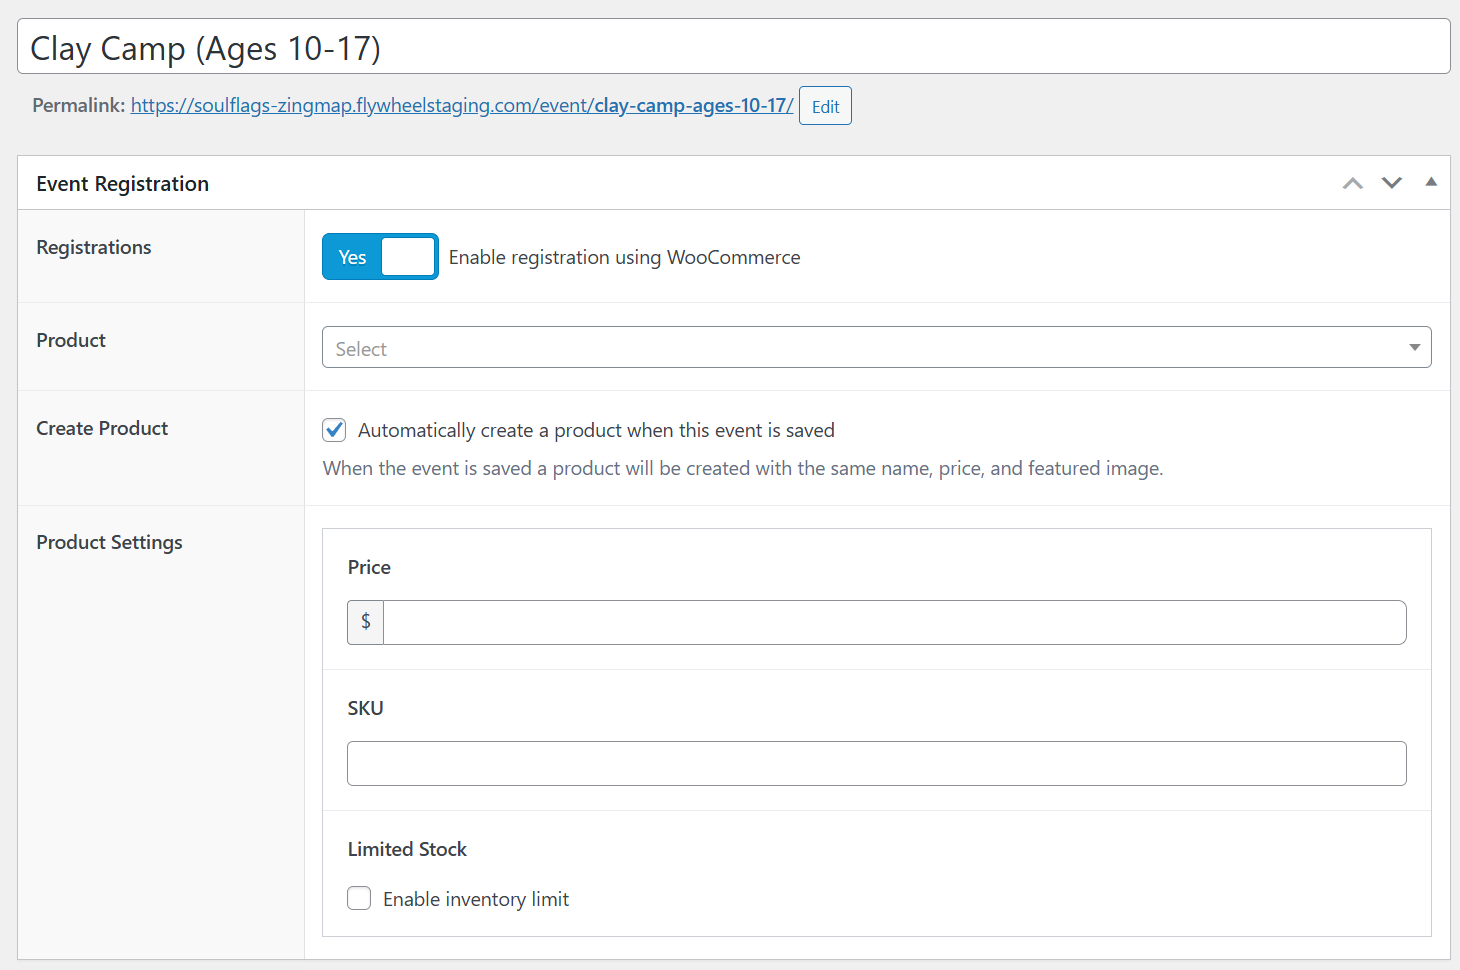 Clay Camp (Ages 10-17)
Permalink: https://soulflags-zingmap.flywheelstaging.com/event/clay-camp-ages-10-17/ Edit
Event Registration
Registrations
Yes Enable registration using WooCommerce
Product
Select
Create Product
Automatically create a product when this event is saved
When the event is saved a product will be created with the same name, price, and featured image.
Product Settings
Price
$
SKU
Limited Stock
Enable inventory limit